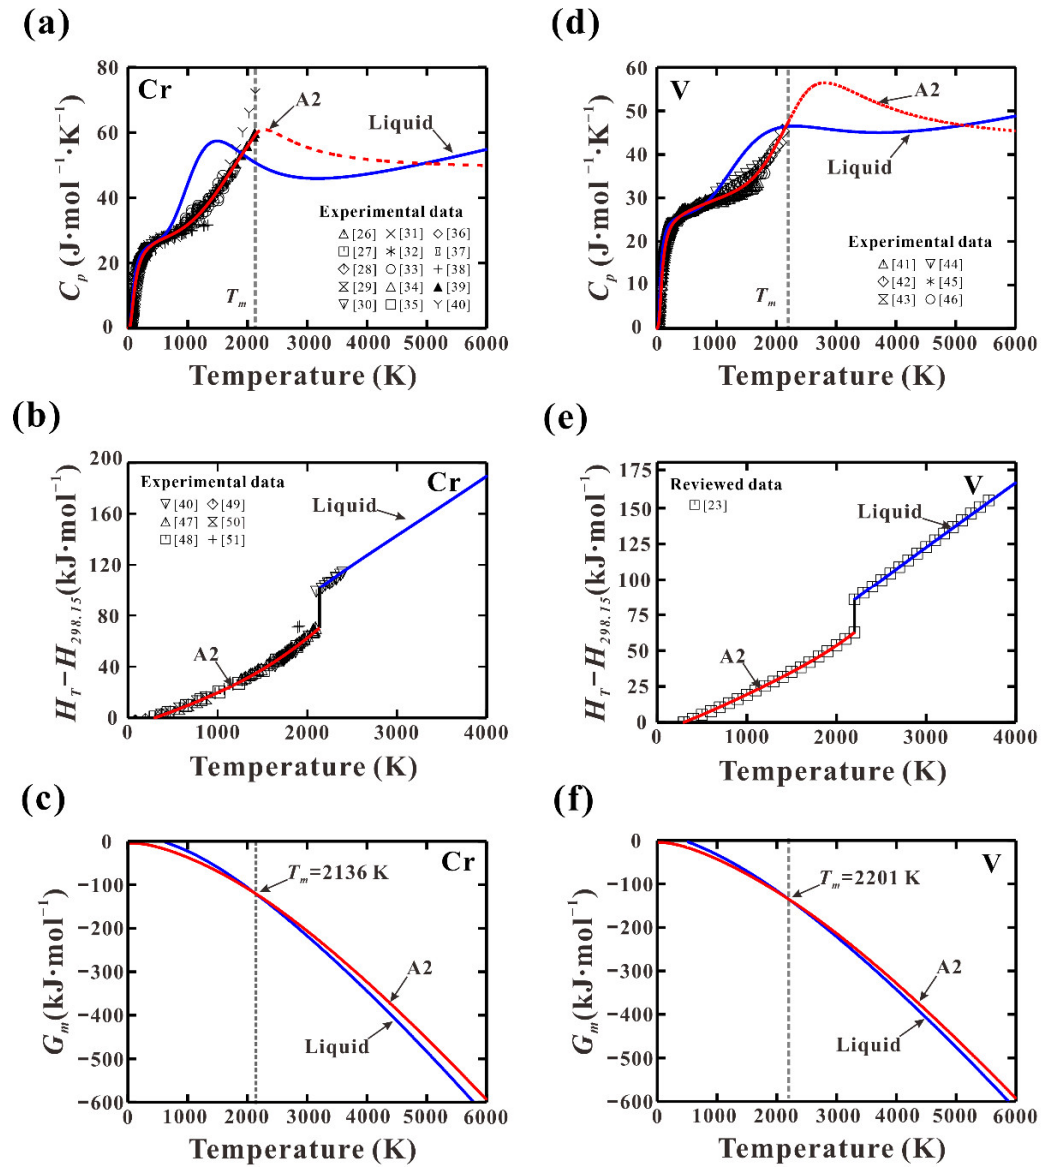 (a)
80
60
40
20
0
Cp (J·mol⁻¹·K⁻¹)
Cr
A2
Liquid
Tm
Experimental data
[26] [31] [36]
[27] [32] [37]
[28] [33] [38]
[29] [34] [39]
[30] [35] [40]
0 1000 2000 3000 4000 5000 6000
Temperature (K)
(d)
60
50
40
30
20
10
0
Cp (J·mol⁻¹·K⁻¹)
V
A2
Liquid
Tm
Experimental data
[41] [44]
[42] [45]
[43] [46]
0 1000 2000 3000 4000 5000 6000
Temperature (K)
(b)
200
160
120
80
40
0
H_T−H_298.15(kJ·mol⁻¹)
Experimental data
[40] [49]
[47] [50]
[48] [51]
Cr
Liquid
A2
0 1000 2000 3000 4000
Temperature (K)
(e)
175
150
125
100
75
50
25
0
H_T−H_298.15(kJ·mol⁻¹)
Reviewed data
[23]
V
Liquid
A2
0 1000 2000 3000 4000
Temperature (K)
(c)
0
−100
−200
−300
−400
−500
−600
Gm(kJ·mol⁻¹)
Cr
Tm=2136 K
A2
Liquid
0 1000 2000 3000 4000 5000 6000
Temperature (K)
(f)
0
−100
−200
−300
−400
−500
−600
Gm(kJ·mol⁻¹)
V
Tm=2201 K
A2
Liquid
0 1000 2000 3000 4000 5000 6000
Temperature (K)